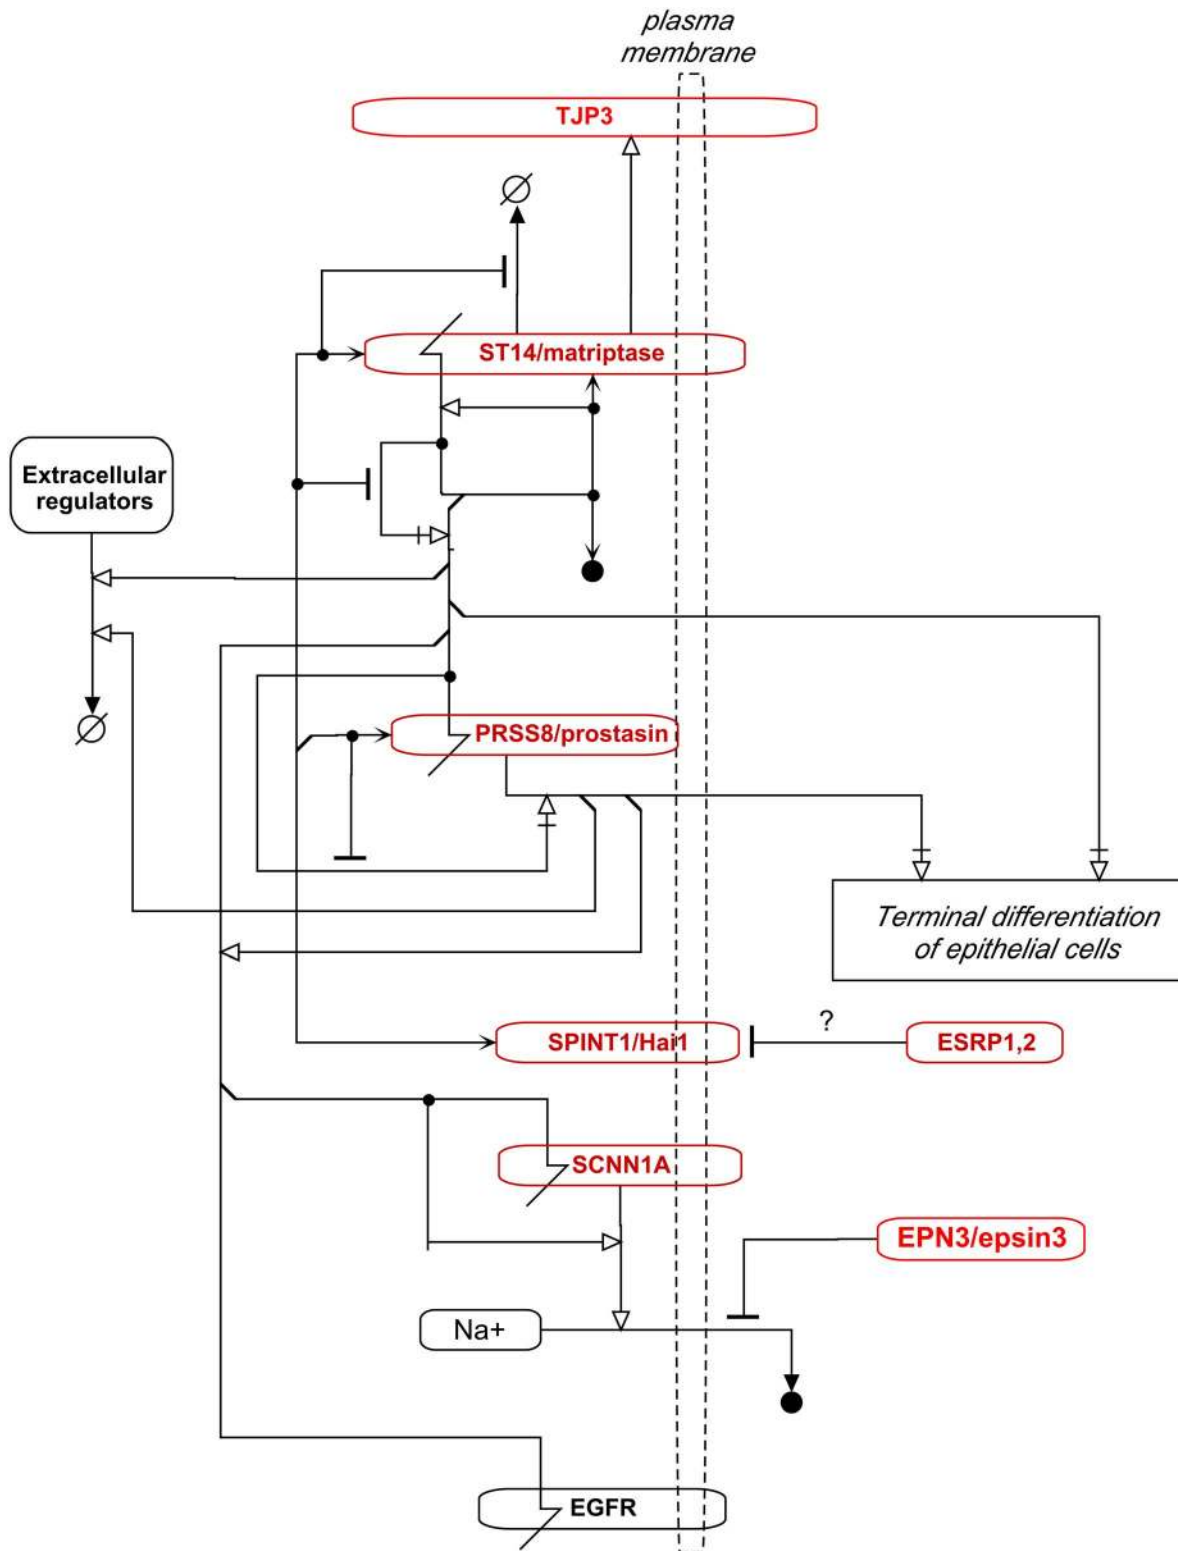 plasma
membrane
TJP3
ST14/matriptase
Extracellular
regulators
PRSS8/prostasin
Terminal differentiation
of epithelial cells
?
SPINT1/Hai1
ESRP1,2
SCNN1A
EPN3/epsin3
Na+
EGFR